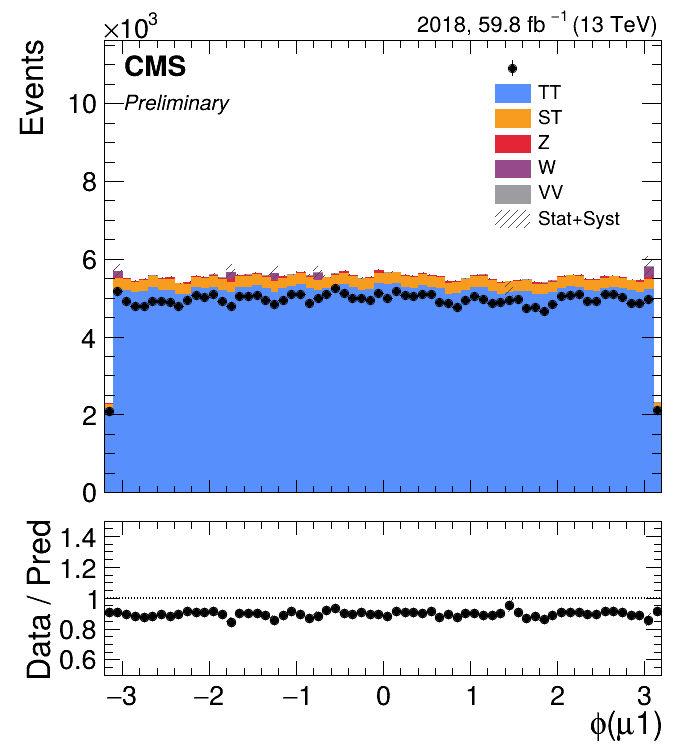 ×10³
2018, 59.8 fb⁻¹ (13 TeV)
CMS
Preliminary
Events
TT
ST
Z
W
VV
Stat+Syst
10
8
6
4
2
0
Data / Pred
1.4
1.2
1
0.8
0.6
−3 −2 −1 0 1 2 3
ϕ(μ1)